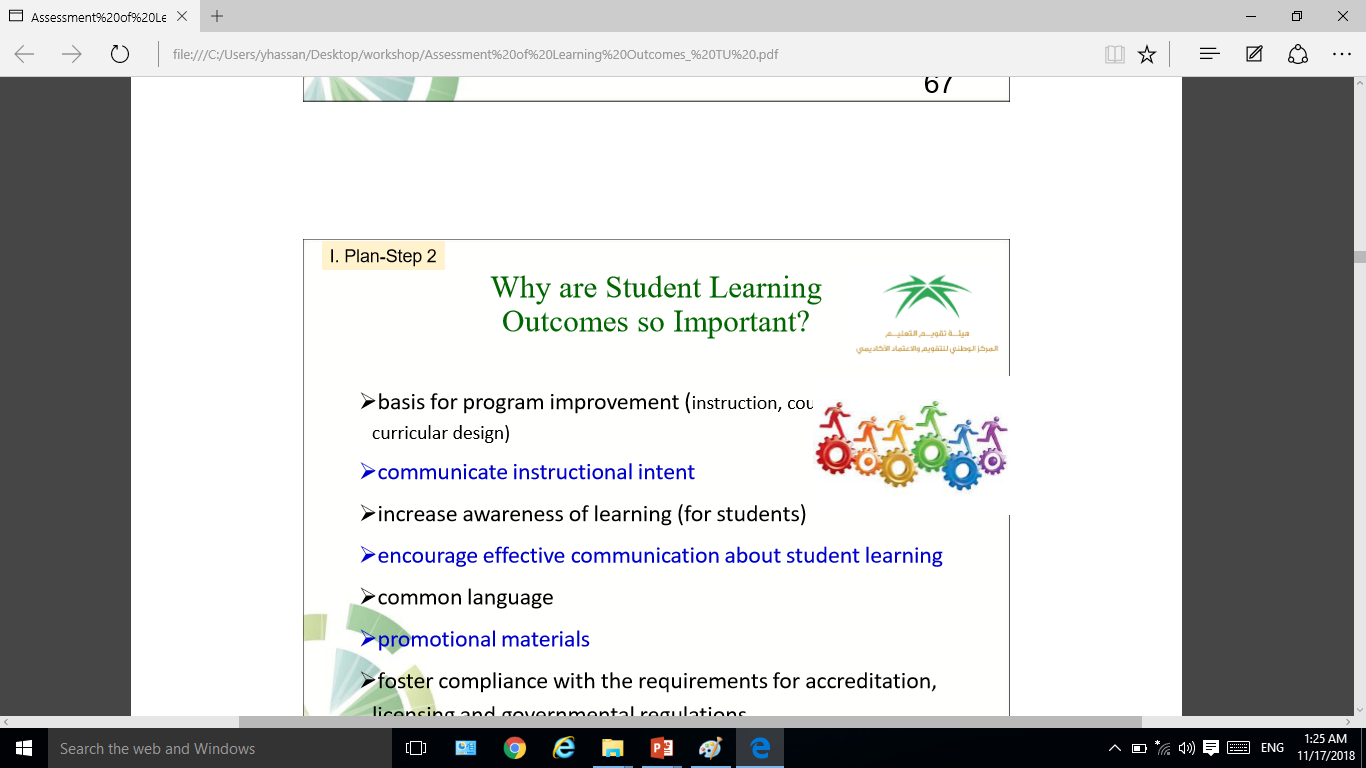 Assessment%20of%20Le
file:///C:/Users/yhassan/Desktop/workshop/Assessment%20of%20Learning%20Outcomes_%20TU%20.pdf
67
I. Plan-Step 2
Why are Student Learning
Outcomes so Important?
هيئة تقويم التعليم
المركز الوطني للتقويم والاعتماد الأكاديمي
➢basis for program improvement (instruction, cou
curricular design)
➢communicate instructional intent
➢increase awareness of learning (for students)
➢encourage effective communication about student learning
➢common language
➢promotional materials
➢foster compliance with the requirements for accreditation,
licensing and governmental regulations
Search the web and Windows
ENG
1:25 AM
11/17/2018